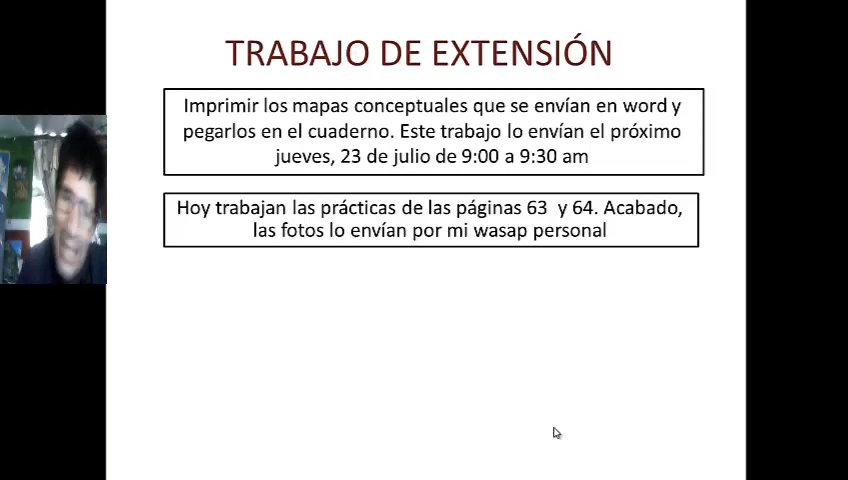 TRABAJO DE EXTENSIÓN
Imprimir los mapas conceptuales que se envían en word y
pegarlos en el cuaderno. Este trabajo lo envían el próximo
jueves, 23 de julio de 9:00 a 9:30 am
Hoy trabajan las prácticas de las páginas 63 y 64. Acabado,
las fotos lo envían por mi wasap personal